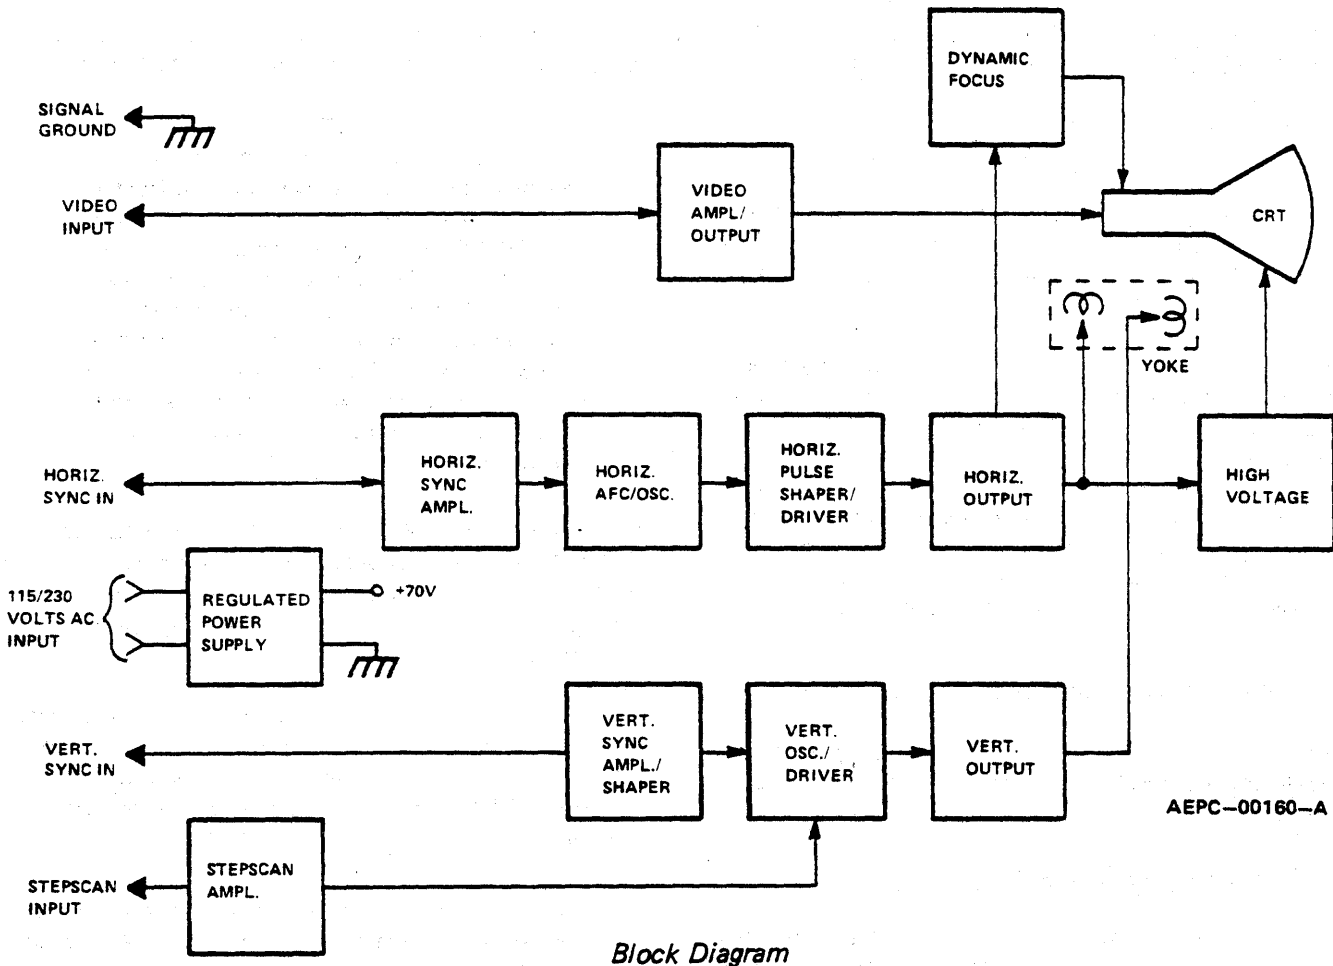 DYNAMIC
FOCUS
SIGNAL
GROUND
VIDEO
INPUT
VIDEO
AMPL/
OUTPUT
CRT
YOKE
HORIZ.
SYNC IN
HORIZ.
SYNC
AMPL.
HORIZ.
AFC/OSC.
HORIZ.
PULSE
SHAPER/
DRIVER
HORIZ.
OUTPUT
HIGH
VOLTAGE
115/230
VOLTS AC
INPUT
REGULATED
POWER
SUPPLY
+70V
VERT.
SYNC IN
VERT.
SYNC
AMPL./
SHAPER
VERT.
OSC./
DRIVER
VERT.
OUTPUT
AEPC-00160-A
STEPSCAN
INPUT
STEPSCAN
AMPL.
Block Diagram